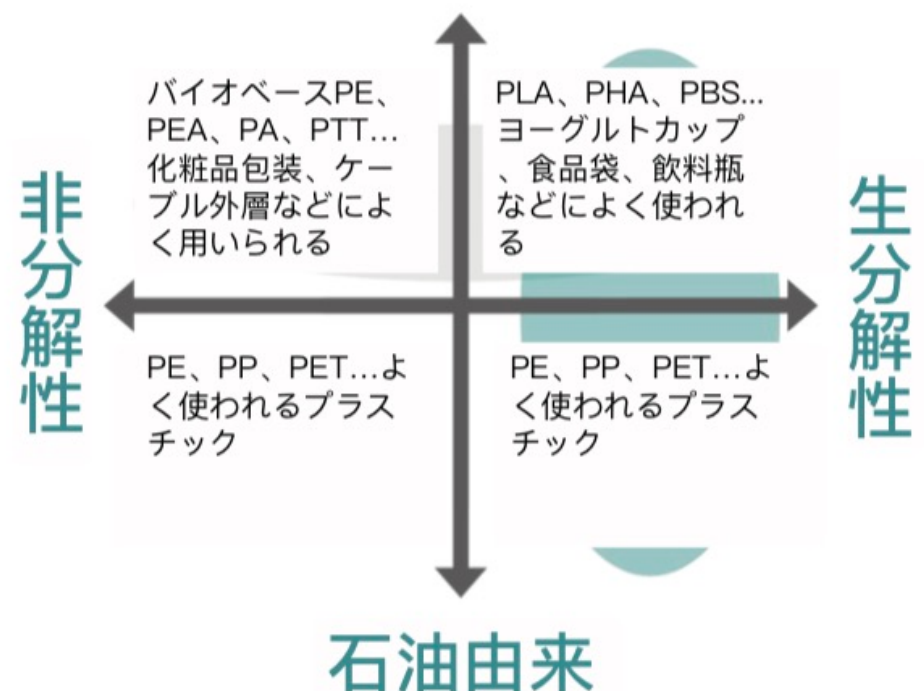 バイオベースPE、
PEA、PA、PTT...
化粧品包装、ケー
ブル外層などによ
く用いられる
PLA、PHA、PBS...
ヨーグルトカップ
、食品袋、飲料瓶
などによく使われ
る
非分解性
生分解性
PE、PP、PET...よ
く使われるプラス
チック
PE、PP、PET...よ
く使われるプラス
チック
石油由来